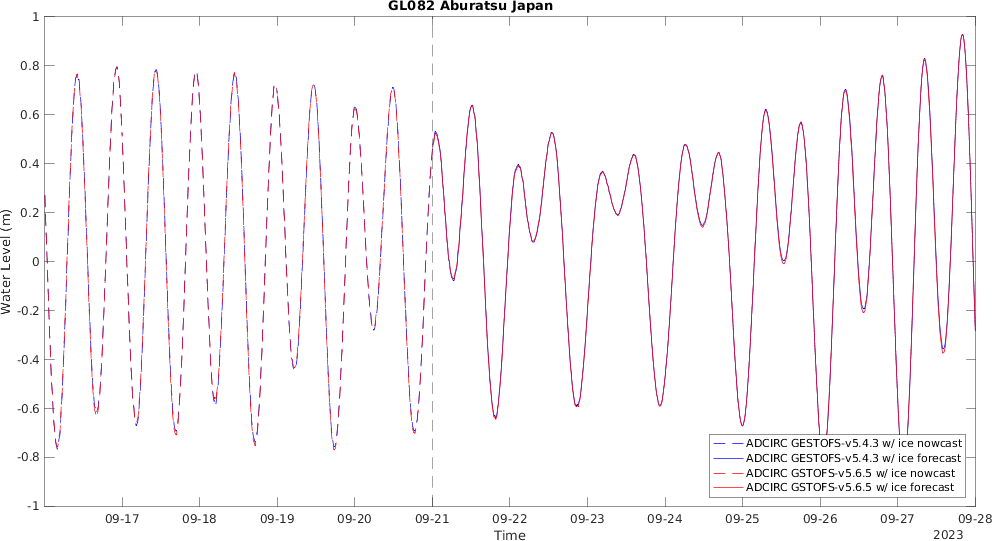 GL082 Aburatsu Japan
1
0.8
0.6
0.4
0.2
0
-0.2
-0.4
-0.6
-0.8
-1
Water Level (m)
09-17 09-18 09-19 09-20 09-21 09-22 09-23 09-24 09-25 09-26 09-27 09-28
Time
2023
ADCIRC GESTOFS-v5.4.3 w/ ice nowcast
ADCIRC GESTOFS-v5.4.3 w/ ice forecast
ADCIRC GSTOFS-v5.6.5 w/ ice nowcast
ADCIRC GSTOFS-v5.6.5 w/ ice forecast